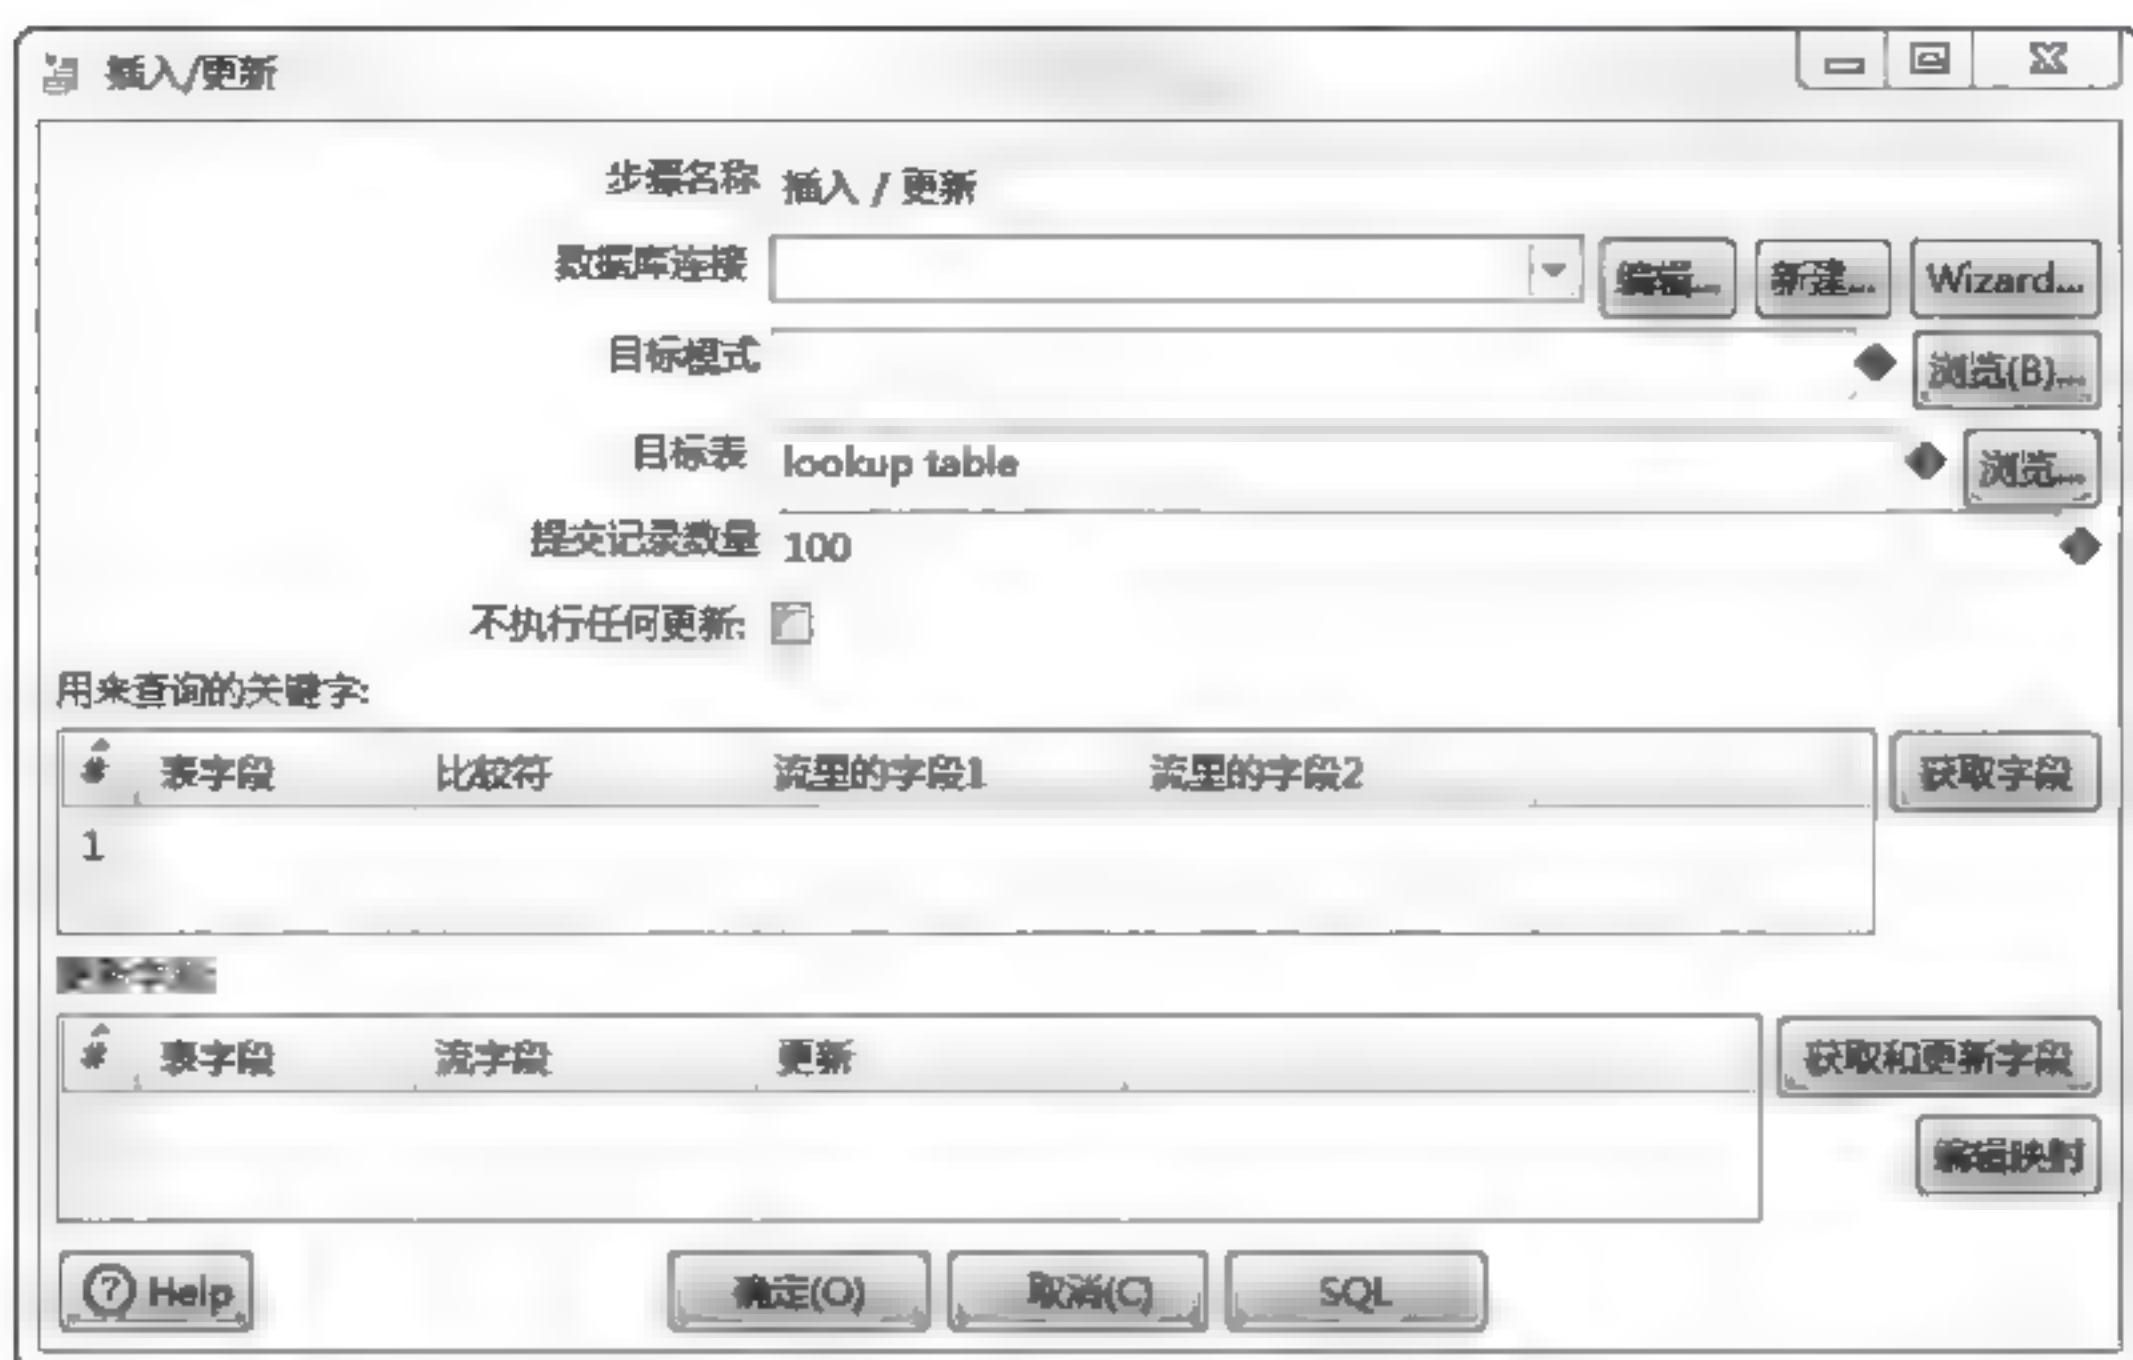 插入/更新
步骤名称 插入 / 更新
数据库连接 编辑... 新建... Wizard...
目标模式 浏览(B)...
目标表 lookup table 浏览...
提交记录数量 100
不执行任何更新:
用来查询的关键字:
# 表字段 比较符 流里的字段1 流里的字段2 获取字段
1
# 表字段 流字段 更新 获取和更新字段
编辑映射
Help 确定(O) 取消(C) SQL